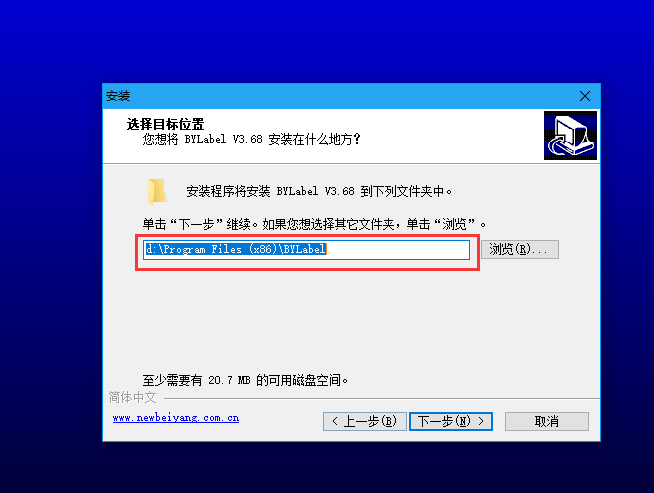 安装
选择目标位置
您想将 BYLabel V3.68 安装在什么地方?
安装程序将安装 BYLabel V3.68 到下列文件夹中。
单击“下一步”继续。如果您想选择其它文件夹，单击“浏览”。
d:\Program Files (x86)\BYLabel
浏览(R)...
至少需要有 20.7 MB 的可用磁盘空间。
简体中文
www.newbeiyang.com.cn
< 上一步(B)
下一步(N) >
取消